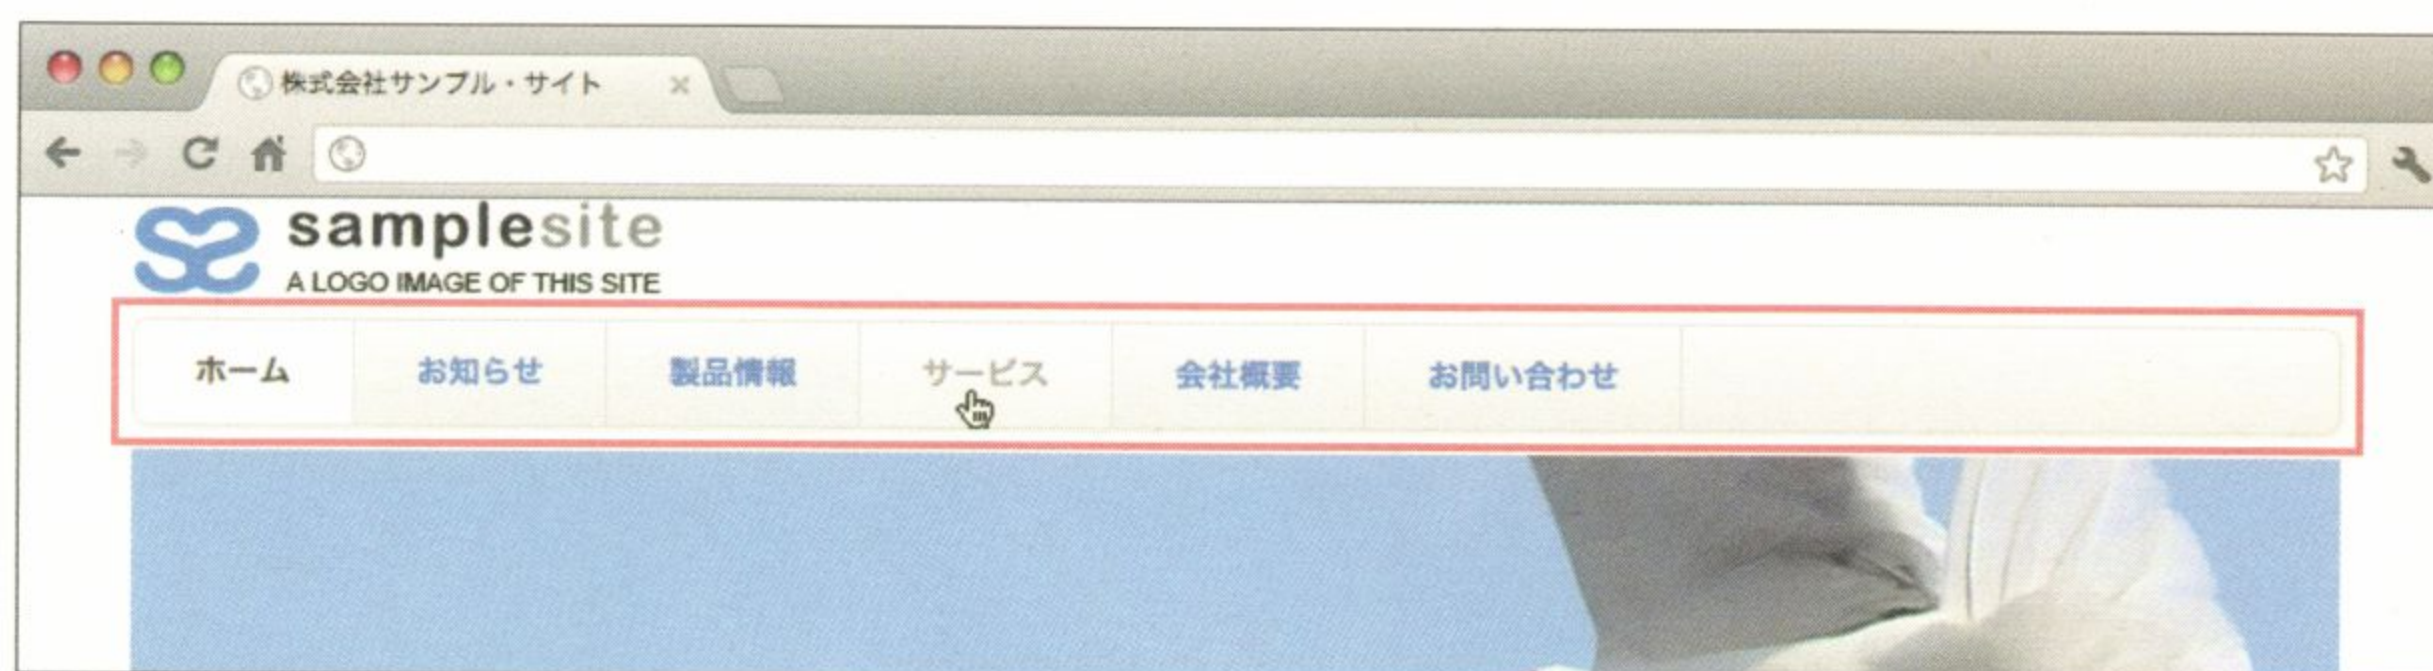 株式会社サンプル・サイト
samplesite
A LOGO IMAGE OF THIS SITE
ホーム お知らせ 製品情報 サービス 会社概要 お問い合わせ